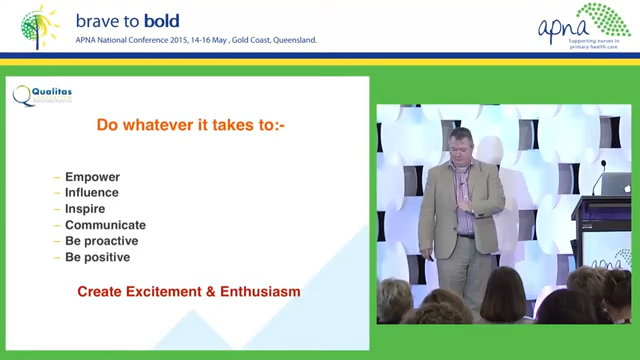 brave to bold
APNA National Conference 2015, 14-16 May, Gold Coast, Queensland.
apna
Supporting nurses in
primary health care
Qualitas
Do whatever it takes to:-
– Empower
– Influence
– Inspire
– Communicate
– Be proactive
– Be positive
Create Excitement & Enthusiasm
apna